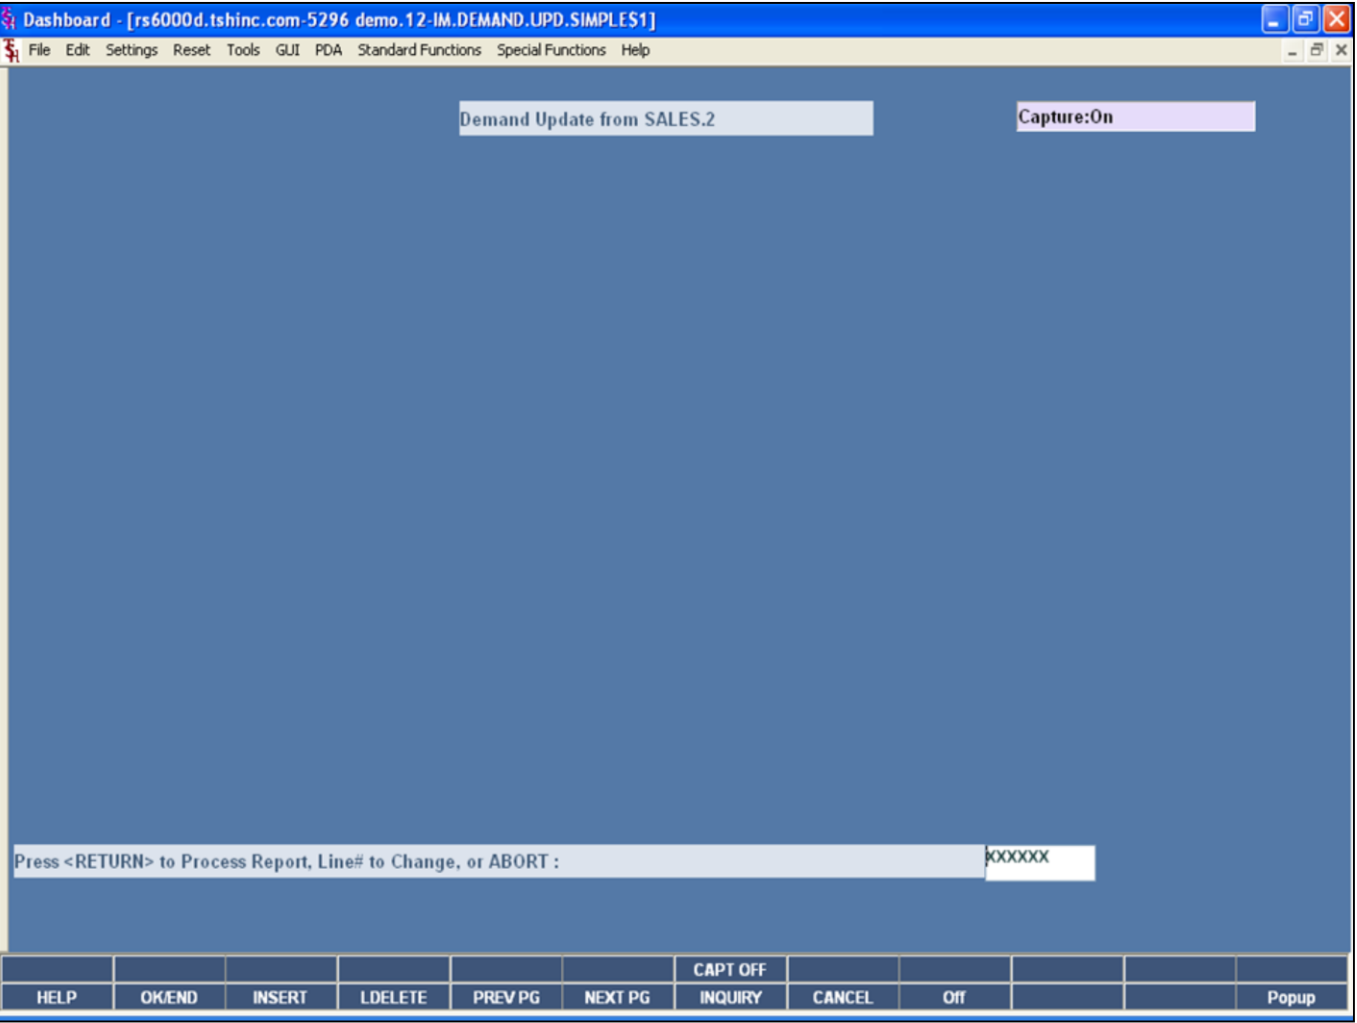 Dashboard - [rs6000d.tshinc.com-5296 demo.12-IM.DEMAND.UPD.SIMPLE$1]
File Edit Settings Reset Tools GUI PDA Standard Functions Special Functions Help
Demand Update from SALES.2
Capture:On
Press <RETURN> to Process Report, Line# to Change, or ABORT :
XXXXXX
CAPT OFF
HELP OK/END INSERT LDELETE PREV PG NEXT PG INQUIRY CANCEL Off Popup